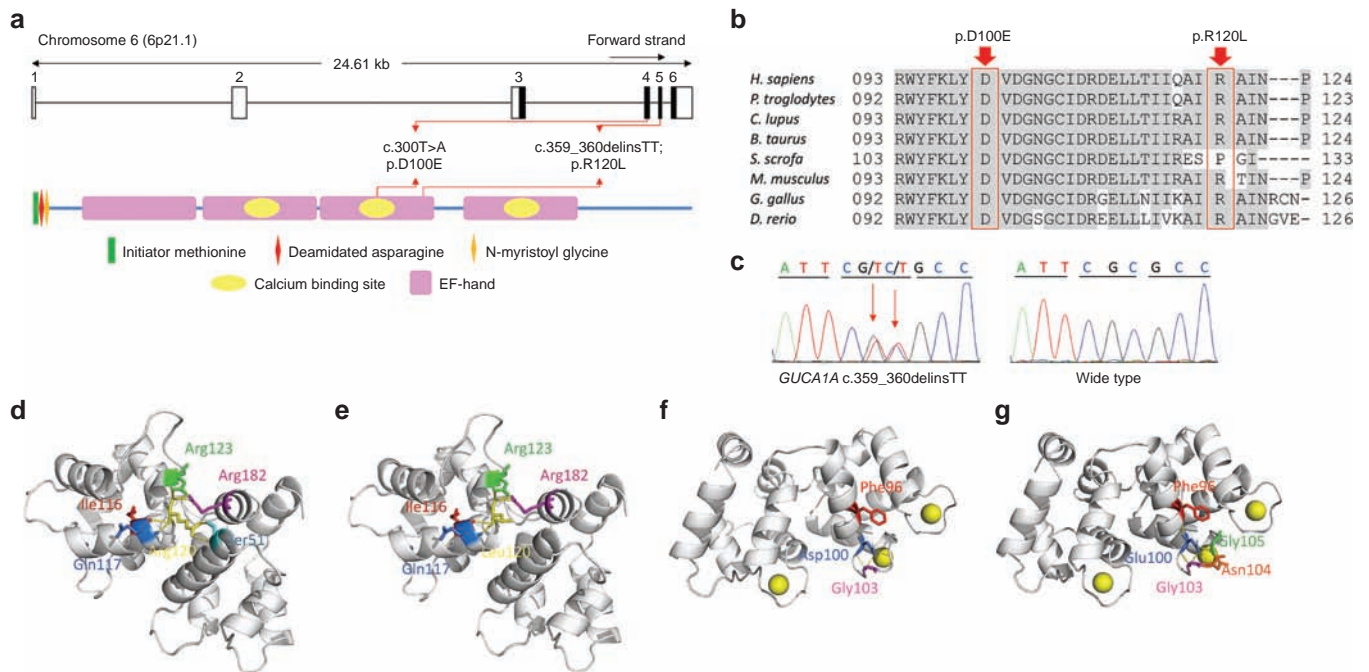 a
Chromosome 6 (6p21.1)
Forward strand
24.61 kb
1 2 3 4 5 6
c.300T>A
p.D100E
c.359_360delinsTT;
p.R120L
Initiator methionine
Deamidated asparagine
N-myristoyl glycine
Calcium binding site
EF-hand
b
p.D100E p.R120L
H. sapiens 093 RWYFKLY D VDGNGCIDRDELLTIIQAI R AIN---P 124
P. troglodytes 092 RWYFKLY D VDGNGCIDRDELLTIIQAI R AIN---P 123
C. lupus 093 RWYFKLY D VDGNGCIDRDELLTIIRAI R AIN---P 124
B. taurus 093 RWYFKLY D VDGNGCIDRDELLTIIRAI R AIN---P 124
S. scrofa 103 RWYFKLY D VDGNGCIDRDELLTIIRES P GI----- 133
M. musculus 093 RWYFKLY D VDGNGCIDRDELLTIIRAI R TIN---P 124
G. gallus 092 RWYFKLY D VDGNGCIDRGELLNIIKAI R AINRCN- 126
D. rerio 092 RWYFKLY D VDGSGCIDREELLLIVKAI R AINGVE- 126
c
A T T C G/T C/T G C C
GUCA1A c.359_360delinsTT
A T T C G C G C C
Wide type
d
Arg123
Arg182
Ile116
Arg120
Ser51
Gln117
e
Arg123
Arg182
Ile116
Leu120
Gln117
f
Phe96
Asp100
Gly103
g
Phe96
Gly105
Glu100
Asn104
Gly103